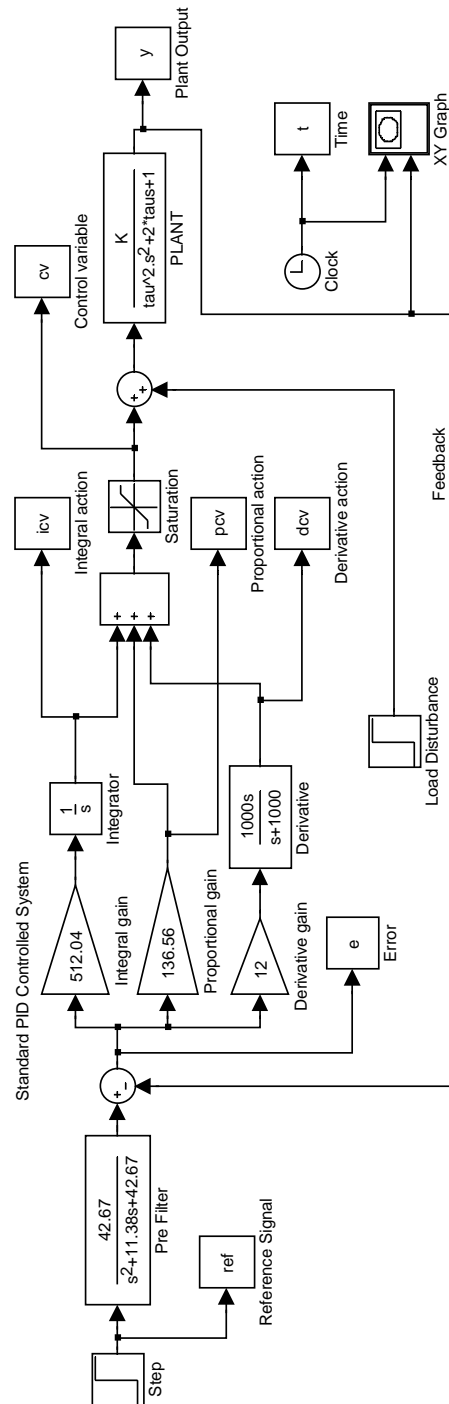 Standard PID Controlled System
Step
ref
Reference Signal
42.67
s²+11.38s+42.67
Pre Filter
+
−
e
Error
512.04
Integral gain
136.56
Proportional gain
12
Derivative gain
1
s
Integrator
1000s
s+1000
Derivative
icv
Integral action
pcv
Proportional action
dcv
Derivative action
+
+
+
Saturation
cv
Control variable
+
+
Load Disturbance
K
tau^2.s²+2*taus+1
PLANT
y
Plant Output
Clock
t
Time
XY Graph
Feedback